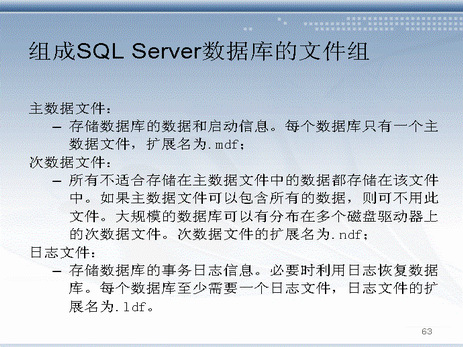 组成SQL Server数据库的文件组
主数据文件：
– 存储数据库的数据和启动信息。每个数据库只有一个主
数据文件，扩展名为.mdf；
次数据文件：
– 所有不适合存储在主数据文件中的数据都存储在该文件
中。如果主数据文件可以包含所有的数据，则可不用此
文件。大规模的数据库可以有分布在多个磁盘驱动器上
的次数据文件。次数据文件的扩展名为.ndf；
日志文件：
– 存储数据库的事务日志信息。必要时利用日志恢复数据
库。每个数据库至少需要一个日志文件，日志文件的扩
展名为.ldf。
63